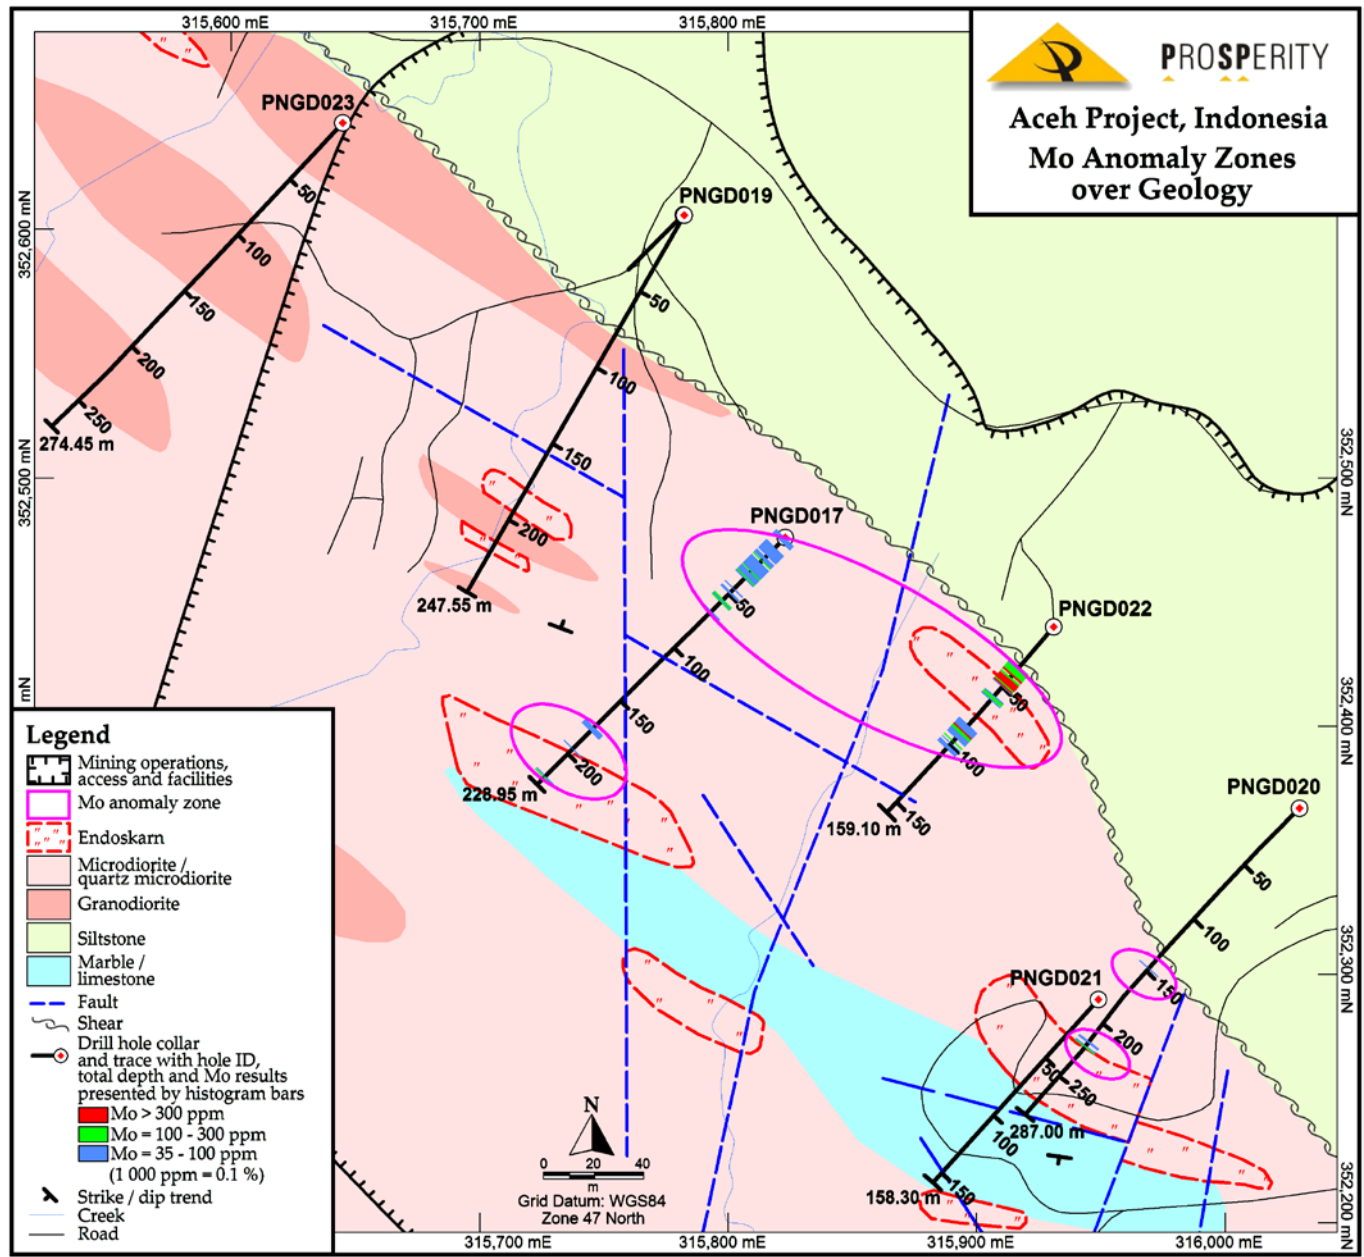 315,600 mE
315,700 mE
315,800 mE
PROSPERITY
Aceh Project, Indonesia
Mo Anomaly Zones
over Geology
352,600 mN
352,500 mN
mN
352,500 mN
352,400 mN
352,300 mN
352,200 mN
PNGD023
50
100
150
200
250
274.45 m
PNGD019
50
100
150
200
247.55 m
PNGD017
50
100
150
200
228.95 m
PNGD022
50
100
150
159.10 m
PNGD020
50
100
150
200
250
287.00 m
PNGD021
50
100
150
158.30 m
Legend
Mining operations,
access and facilities
Mo anomaly zone
Endoskarn
Microdiorite /
quartz microdiorite
Granodiorite
Siltstone
Marble /
limestone
Fault
Shear
Drill hole collar
and trace with hole ID,
total depth and Mo results
presented by histogram bars
Mo > 300 ppm
Mo = 100 - 300 ppm
Mo = 35 - 100 ppm
(1 000 ppm = 0.1 %)
Strike / dip trend
Creek
Road
N
0 20 40
m
Grid Datum: WGS84
Zone 47 North
315,700 mE
315,800 mE
315,900 mE
316,000 mE